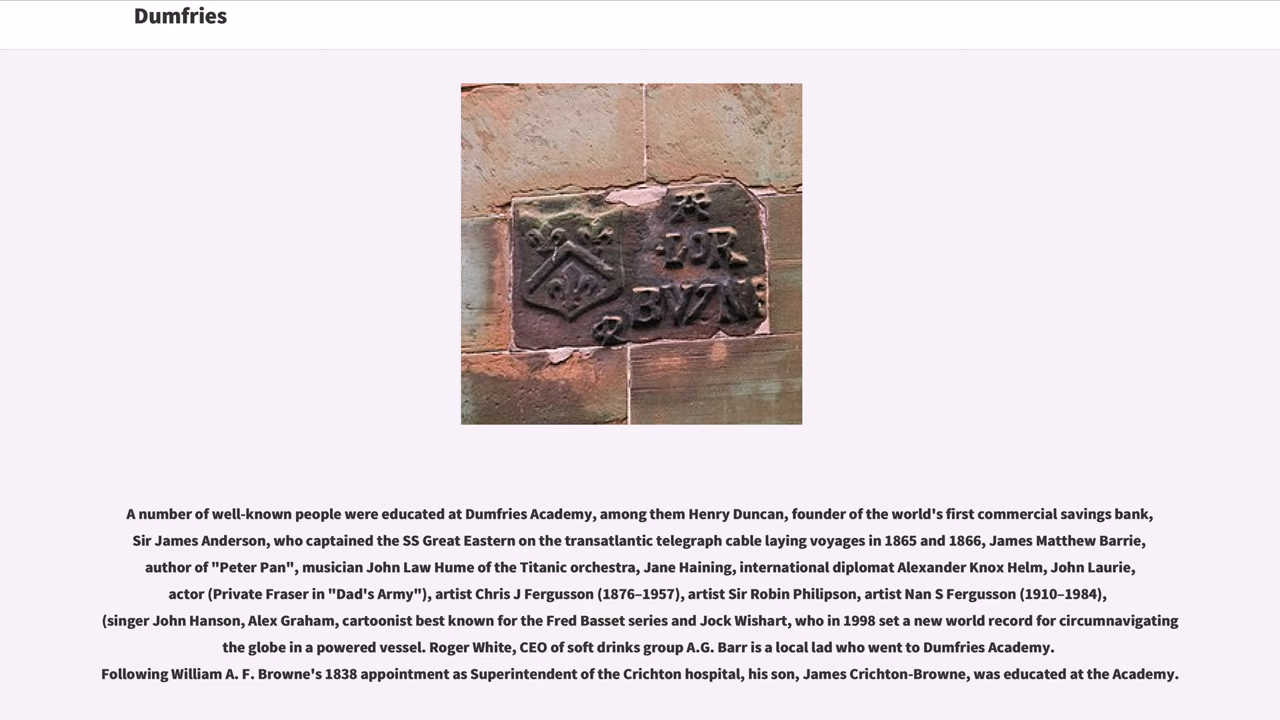 Dumfries
LOR
A number of well-known people were educated at Dumfries Academy, among them Henry Duncan, founder of the world's first commercial savings bank,
Sir James Anderson, who captained the SS Great Eastern on the transatlantic telegraph cable laying voyages in 1865 and 1866, James Matthew Barrie,
author of "Peter Pan", musician John Law Hume of the Titanic orchestra, Jane Haining, international diplomat Alexander Knox Helm, John Laurie,
actor (Private Fraser in "Dad's Army"), artist Chris J Fergusson (1876–1957), artist Sir Robin Philipson, artist Nan S Fergusson (1910–1984),
(singer John Hanson, Alex Graham, cartoonist best known for the Fred Basset series and Jock Wishart, who in 1998 set a new world record for circumnavigating
the globe in a powered vessel. Roger White, CEO of soft drinks group A.G. Barr is a local lad who went to Dumfries Academy.
Following William A. F. Browne's 1838 appointment as Superintendent of the Crichton hospital, his son, James Crichton-Browne, was educated at the Academy.